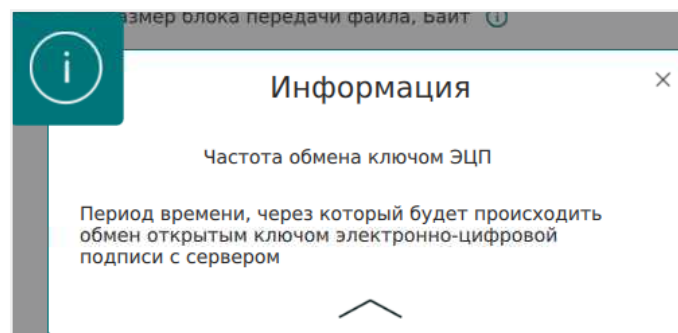 размер блока передачи файла, Байт
Информация
Частота обмена ключом ЭЦП
Период времени, через который будет происходить
обмен открытым ключом электронно-цифровой
подписи с сервером